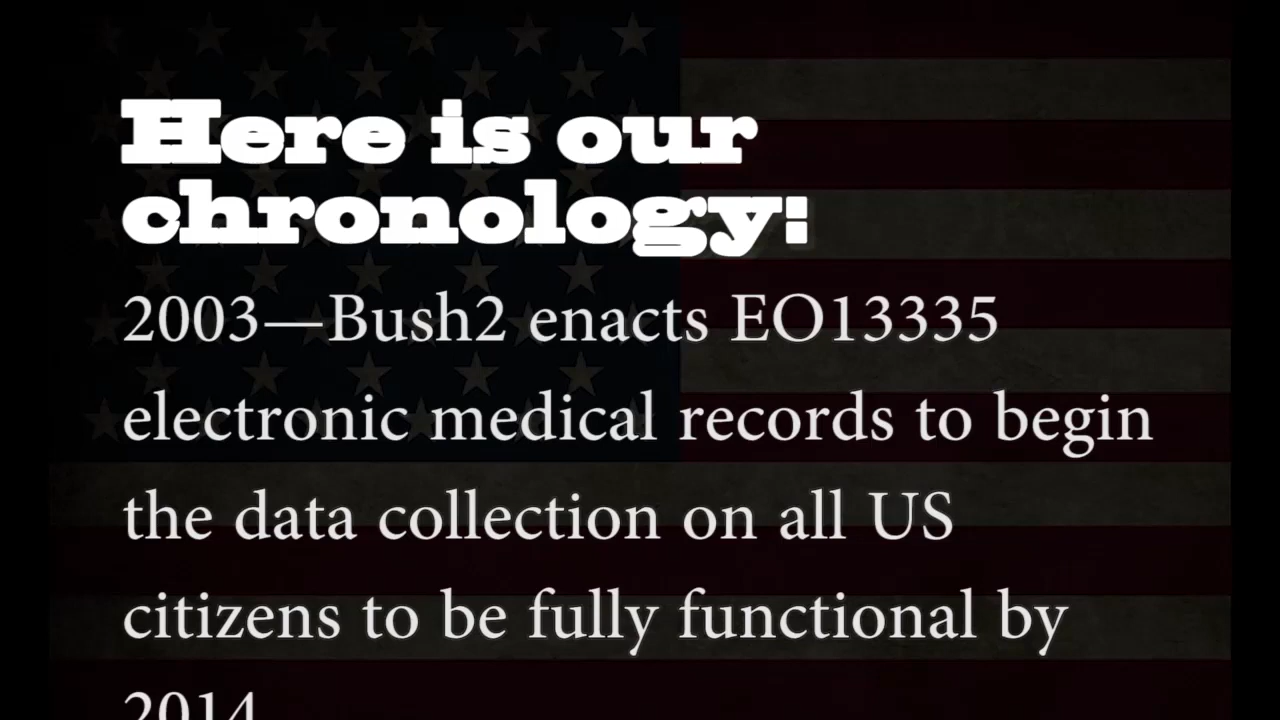 Here is our
chronology:
2003—Bush2 enacts EO13335
electronic medical records to begin
the data collection on all US
citizens to be fully functional by
2014